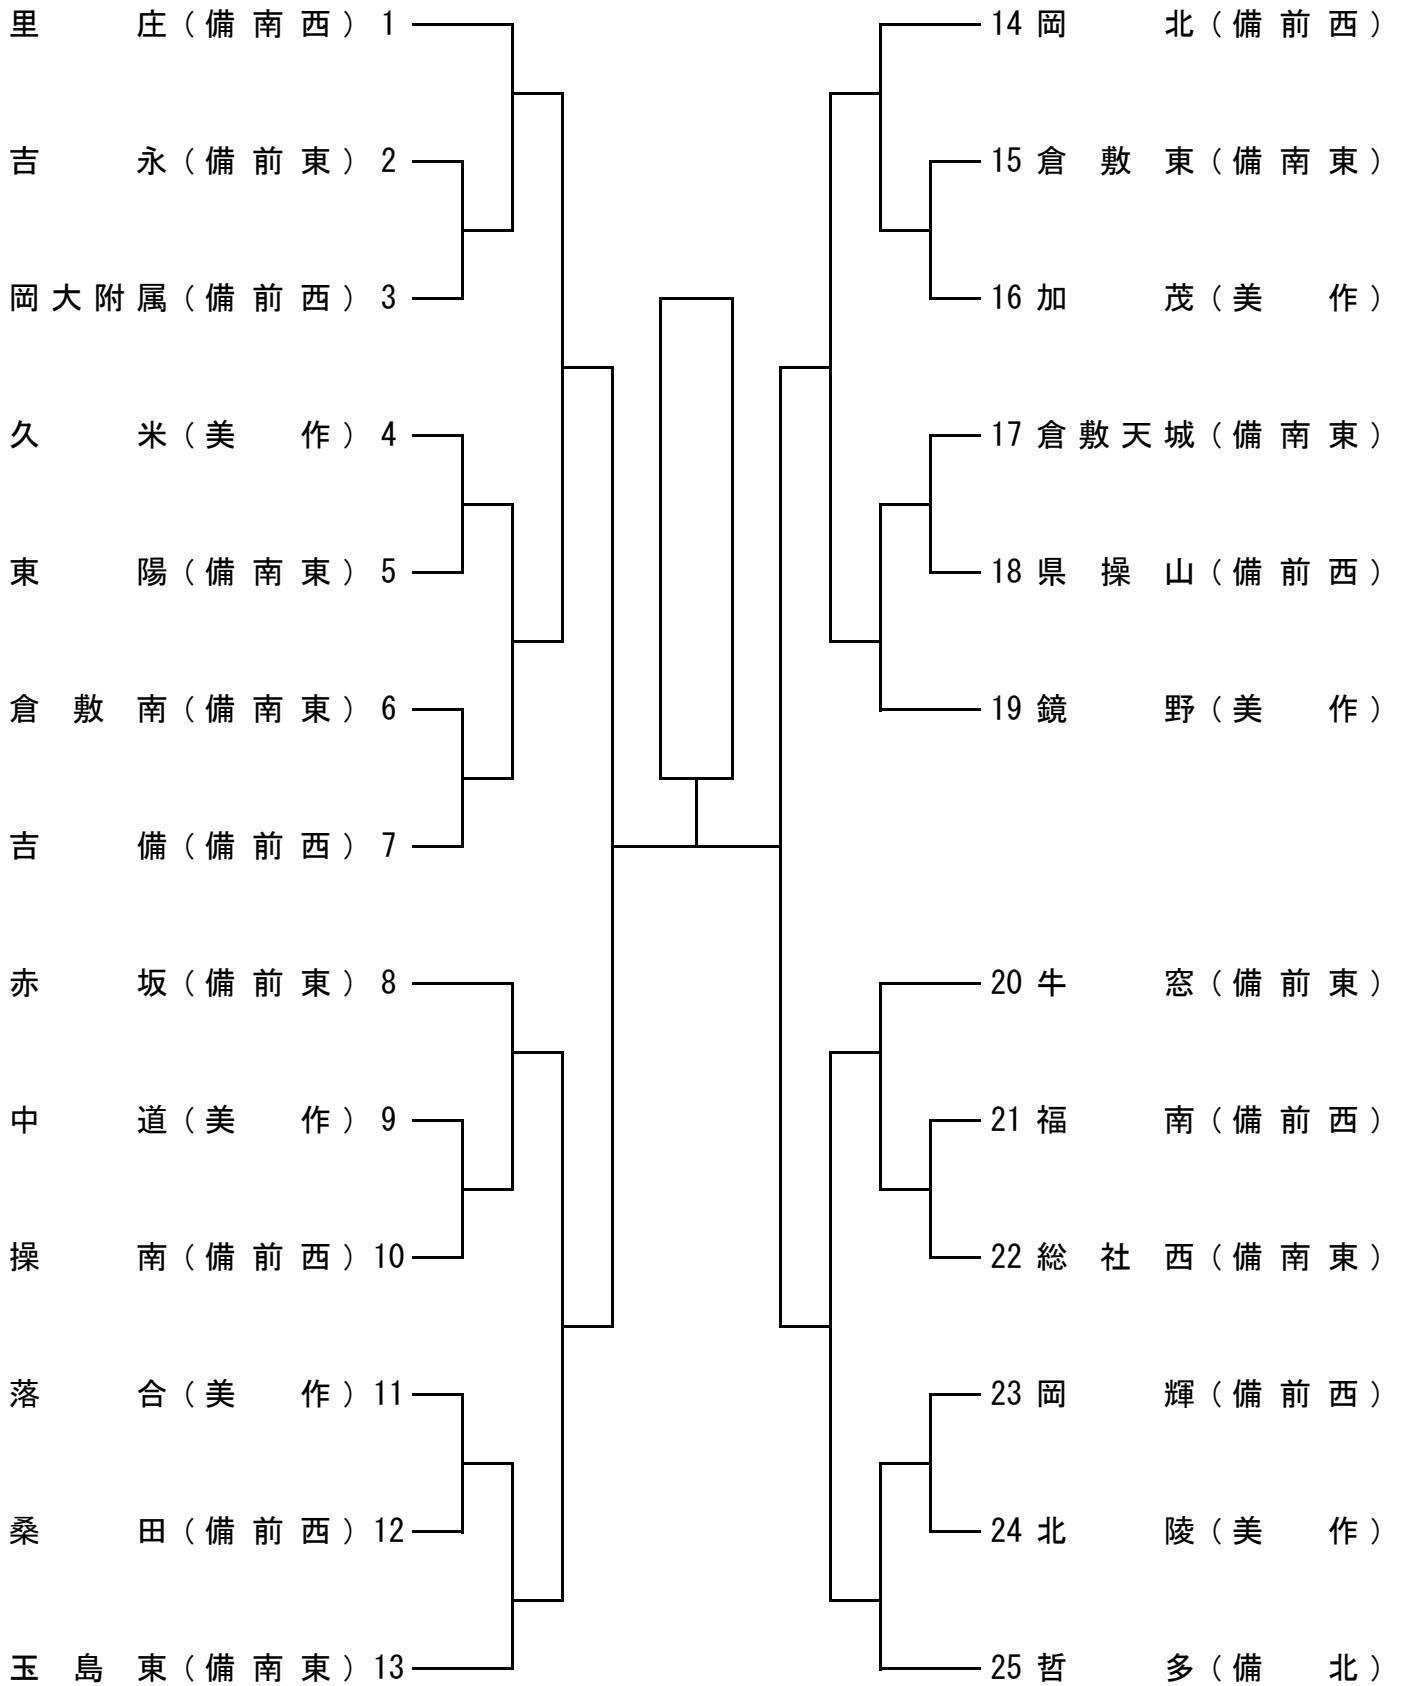 里庄（備南西）1
吉永（備前東）2
岡大附属（備前西）3
久米（美作）4
東陽（備南東）5
倉敷南（備南東）6
吉備（備前西）7
赤坂（備前東）8
中道（美作）9
操南（備前西）10
落合（美作）11
桑田（備前西）12
玉島東（備南東）13
14 岡北（備前西）
15 倉敷東（備南東）
16 加茂（美作）
17 倉敷天城（備南東）
18 県操山（備前西）
19 鏡野（美作）
20 牛窓（備前東）
21 福南（備前西）
22 総社西（備南東）
23 岡輝（備前西）
24 北陵（美作）
25 哲多（備北）